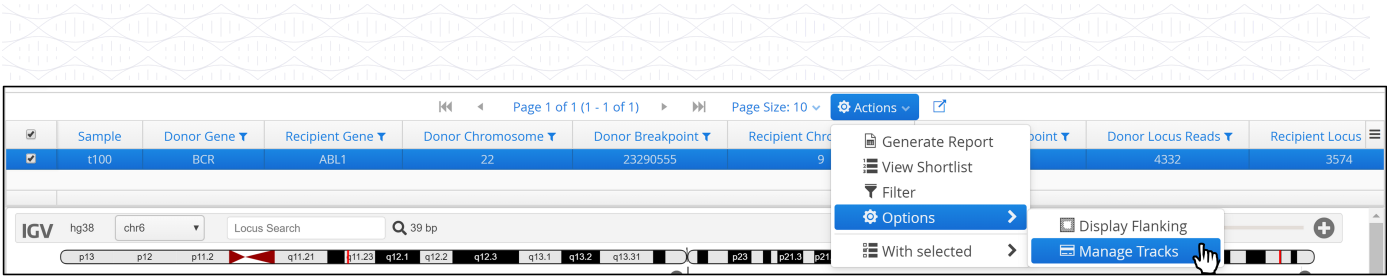 Page 1 of 1 (1 - 1 of 1) Page Size: 10 Actions
Sample Donor Gene Recipient Gene Donor Chromosome Donor Breakpoint Recipient Chro point Donor Locus Reads Recipient Locus
t100 BCR ABL1 22 23290555 9 4332 3574
Generate Report
View Shortlist
Filter
Options
With selected
Display Flanking
Manage Tracks
IGV hg38 chr6 Locus Search 39 bp
p13 p12 p11.2 q11.21 q11.23 q12.1 q12.2 q12.3 q13.1 q13.2 q13.31 p23 p21.3 p21